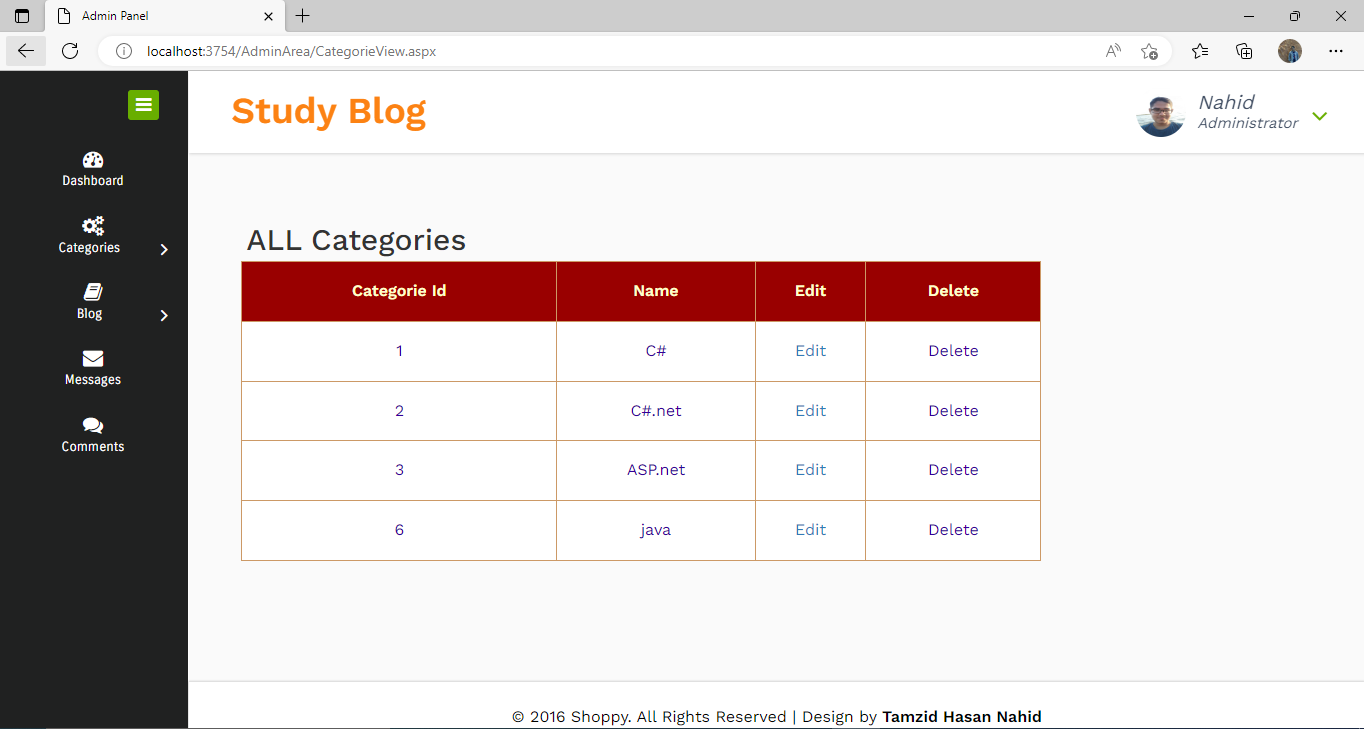 Admin Panel
localhost:3754/AdminArea/CategorieView.aspx
Study Blog
Nahid
Administrator
Dashboard
Categories
Blog
Messages
Comments
ALL Categories
Categorie Id Name Edit Delete
1 C# Edit Delete
2 C#.net Edit Delete
3 ASP.net Edit Delete
6 java Edit Delete
© 2016 Shoppy. All Rights Reserved | Design by Tamzid Hasan Nahid